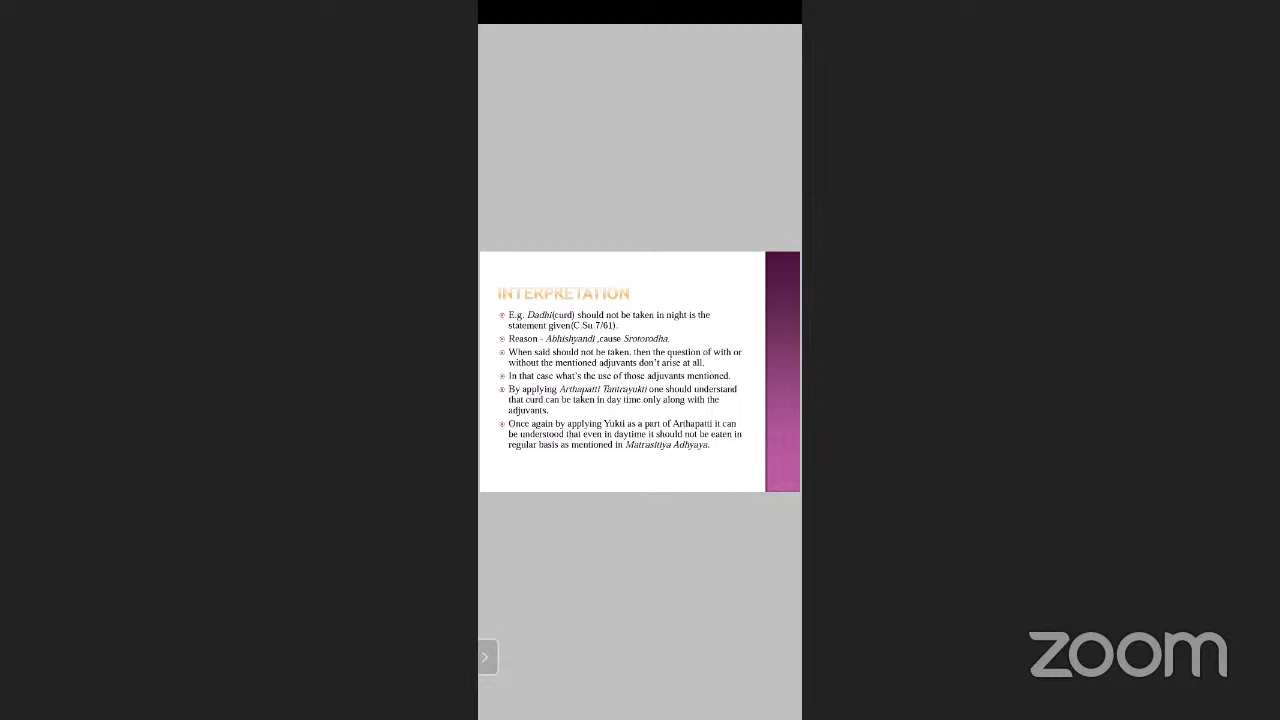 INTERPRETATION
E.g. Dadhi(curd) should not be taken in night is the
statement given(C.Su.7/61).
Reason - Abhishyandi ,cause Srotorodha.
When said should not be taken, then the question of with or
without the mentioned adjuvants don't arise at all.
In that case what's the use of those adjuvants mentioned.
By applying Arthapatti Tantrayukti one should understand
that curd can be taken in day time only along with the
adjuvants.
Once again by applying Yukti as a part of Arthapatti it can
be understood that even in daytime it should not be eaten in
regular basis as mentioned in Matrasitiya Adhyaya.
zoom